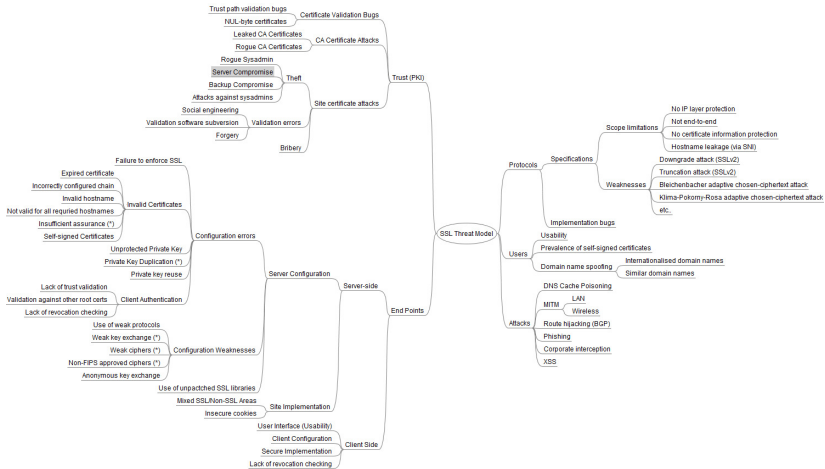 SSL Threat Model
Trust (PKI)
Certificate Validation Bugs
Trust path validation bugs
NUL-byte certificates
CA Certificate Attacks
Leaked CA Certificates
Rogue CA Certificates
Site certificate attacks
Theft
Rogue Sysadmin
Server Compromise
Backup Compromise
Attacks against sysadmins
Validation errors
Social engineering
Validation software subversion
Forgery
Bribery
End Points
Server-side
Server Configuration
Configuration errors
Failure to enforce SSL
Invalid Certificates
Expired certificate
Incorrectly configured chain
Invalid hostname
Not valid for all requried hostnames
Insufficient assurance (*)
Self-signed Certificates
Unprotected Private Key
Private Key Duplication (*)
Private key reuse
Client Authentication
Lack of trust validation
Validation against other root certs
Lack of revocation checking
Configuration Weaknesses
Use of weak protocols
Weak key exchange (*)
Weak ciphers (*)
Non-FIPS approved ciphers (*)
Anonymous key exchange
Use of unpactched SSL libraries
Site Implementation
Mixed SSL/Non-SSL Areas
Insecure cookies
Client Side
User Interface (Usability)
Client Configuration
Secure Implementation
Lack of revocation checking
Protocols
Specifications
Scope limitations
No IP layer protection
Not end-to-end
No certificate information protection
Hostname leakage (via SNI)
Weaknesses
Downgrade attack (SSLv2)
Truncation attack (SSLv2)
Bleichenbacher adaptive chosen-ciphertext attack
Klima-Pokorny-Rosa adaptive chosen-ciphertext attack
etc.
Implementation bugs
Users
Usability
Prevalence of self-signed certificates
Domain name spoofing
Internationalised domain names
Similar domain names
Attacks
DNS Cache Poisoning
MITM
LAN
Wireless
Route hijacking (BGP)
Phishing
Corporate interception
XSS